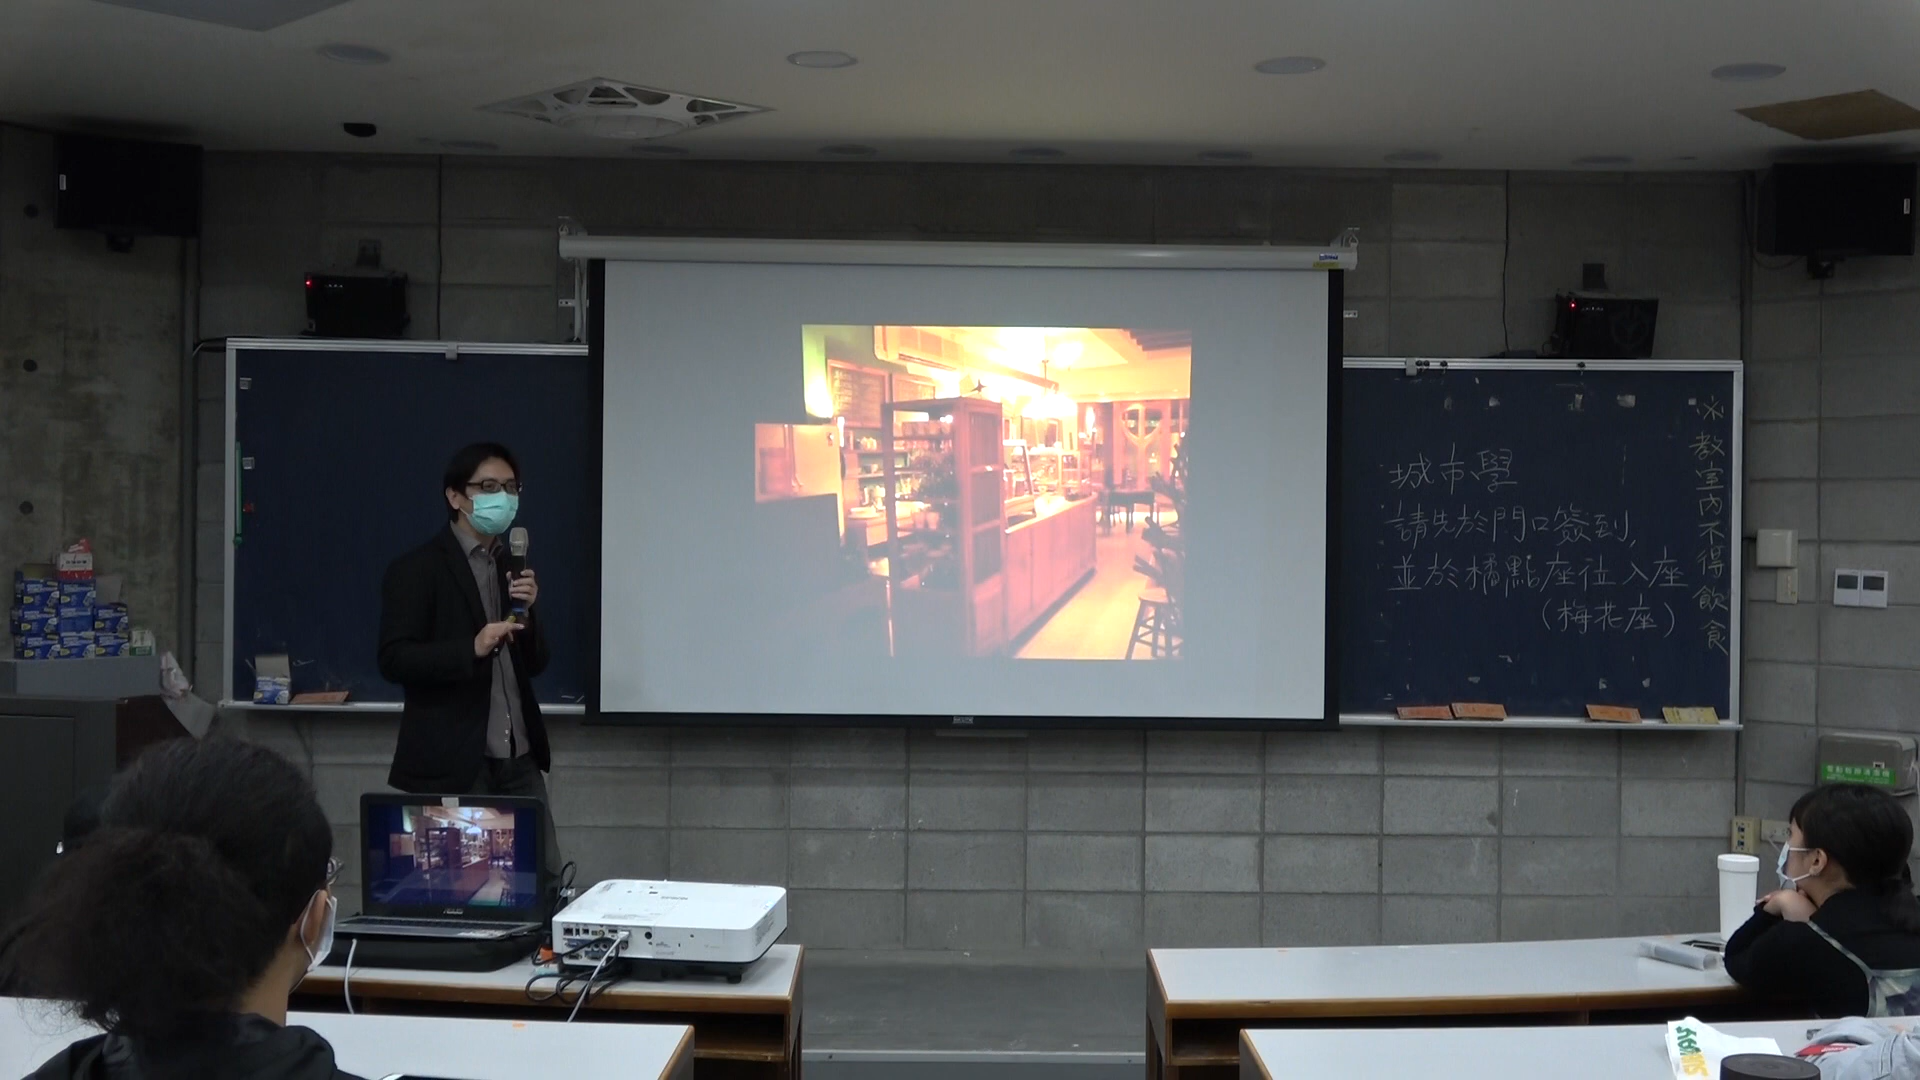 城市學
請先於門口簽到,
並於橘點座位入座
(梅花座)
※教室內不得飲食
ASUS